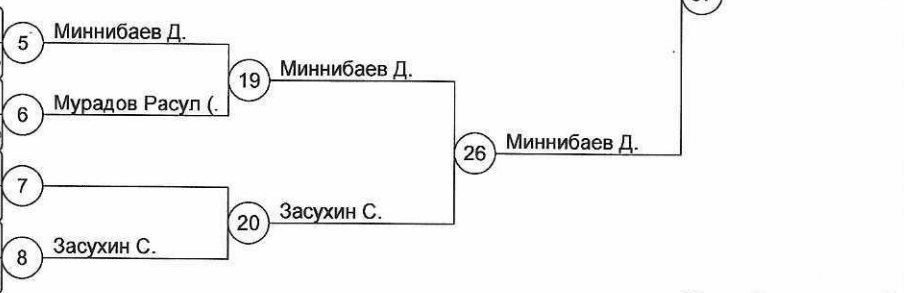 5 Миннибаев Д.
19 Миннибаев Д.
6 Мурадов Расул (.
26 Миннибаев Д.
7
20 Засухин С.
8 Засухин С.